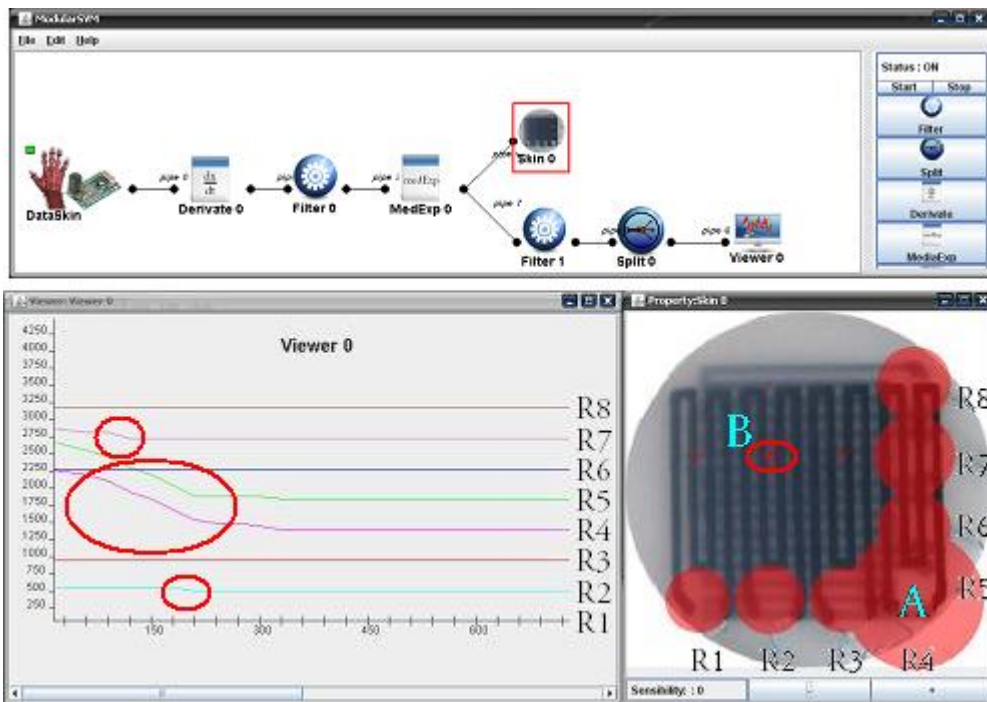 ModularSVM
File Edit Help
Status : ON
Start Stop
Filter
Split
Derivate
MediaExp
DataSkin
pipe 0
dx
dt
Derivate 0
Filter 0
medExp
MedExp 0
Skin 0
pipe 7
Filter 1
Split 0
Viewer 0
Viewer: Viewer 0
Viewer 0
4250
4000
3750
3500
3250
3000
2750
2500
2250
2000
1750
1500
1250
1000
750
500
250
150
300
450
600
R8
R7
R6
R5
R4
R3
R2
R1
Property:Skin 0
B
A
R8
R7
R6
R5
R1 R2 R3 R4
Sensibility: : 0